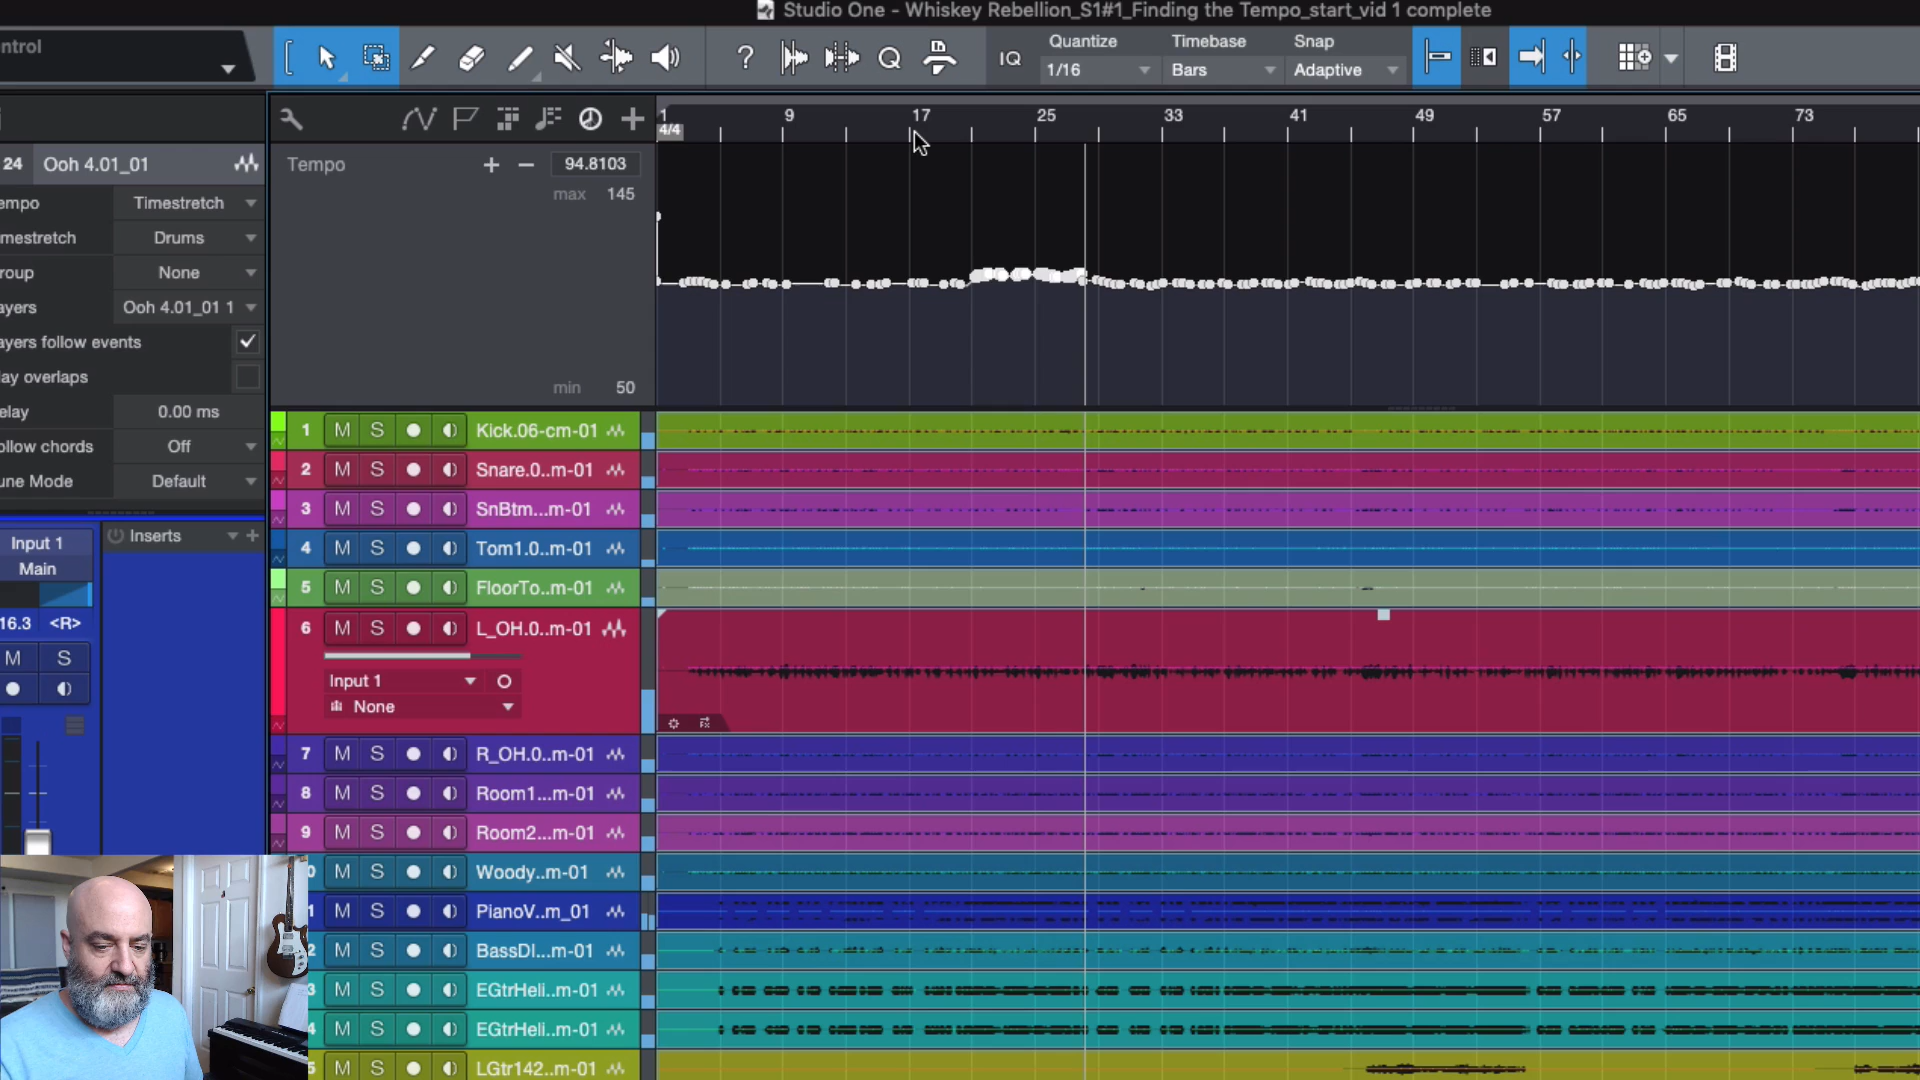 Studio One - Whiskey Rebellion_S1#1_Finding the Tempo_start_vid 1 complete
ntrol
Quantize Timebase Snap
IQ 1/16 Bars Adaptive
1 9 17 25 33 41 49 57 65 73
4/4
24 Ooh 4.01_01
Tempo + − 94.8103
max 145
min 50
empo Timestretch
mestretch Drums
roup None
ayers Ooh 4.01_01 1
ayers follow events
ay overlaps
elay 0.00 ms
ollow chords Off
une Mode Default
Input 1 Inserts
Main
16.3 <R>
M S
1 M S Kick.06-cm-01
2 M S Snare.0..m-01
3 M S SnBtm...m-01
4 M S Tom1.0..m-01
5 M S FloorTo..m-01
6 M S L_OH.0..m-01
Input 1
None
7 M S R_OH.0..m-01
8 M S Room1...m-01
9 M S Room2...m-01
0 M S Woody..m-01
1 M S PianoV..m_01
2 M S BassDI...m-01
3 M S EGtrHeli..m-01
4 M S EGtrHeli..m-01
5 M S LGtr142..m-01